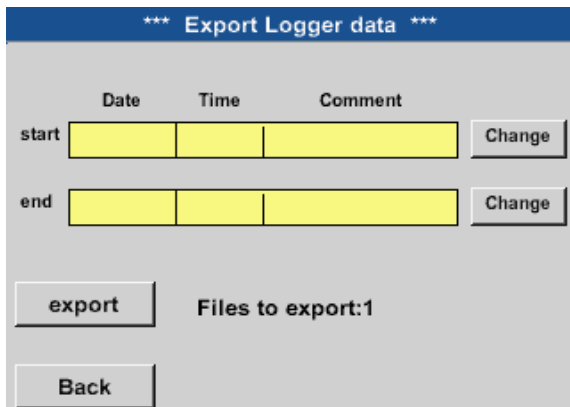 *** Export Logger data ***
Date Time Comment
start Change
end Change
export Files to export:1
Back